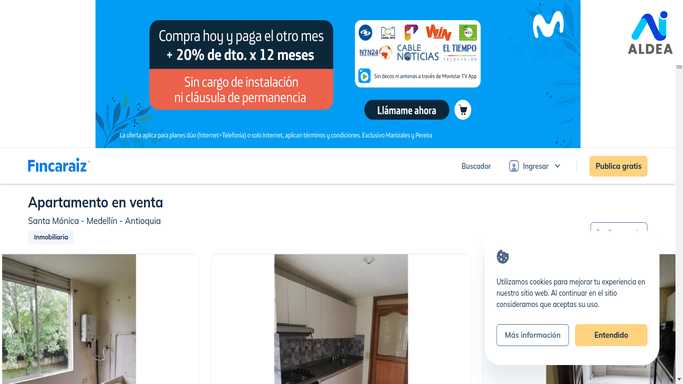 Compra hoy y paga el otro mes
+ 20% de dto. x 12 meses
Sin cargo de instalación
ni cláusula de permanencia
WIN
NTN24
CABLE
NOTICIAS
EL TIEMPO
TELEVISIÓN
Sin decos ni antenas a través de Movistar TV App
Llámame ahora
La oferta aplica para planes dúo (Internet+Telefonía) o solo Internet, aplican términos y condiciones. Exclusivo Manizales y Pereira
ALDEA
Fincaraiz
Buscador
Ingresar
Publica gratis
Apartamento en venta
Santa Mónica - Medellín - Antioquia
Inmobiliaria
Utilizamos cookies para mejorar tu experiencia en
nuestro sitio web. Al continuar en el sitio
consideramos que aceptas su uso.
Más información
Entendido